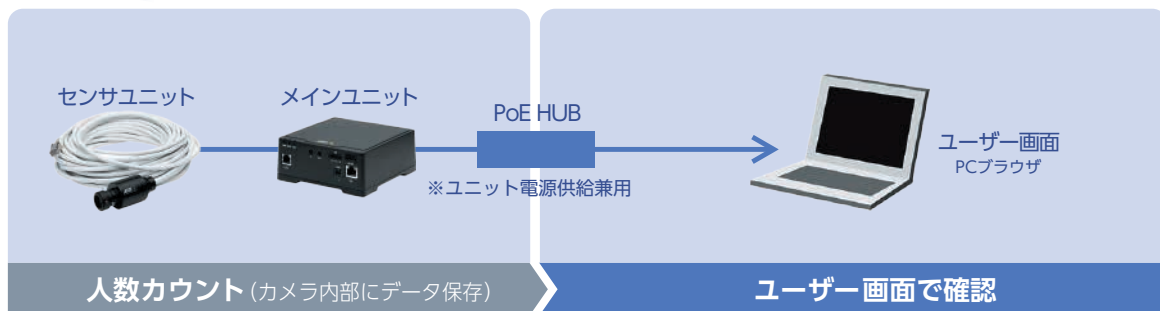 センサユニット
メインユニット
PoE HUB
※ユニット電源供給兼用
ユーザー画面
PCブラウザ
人数カウント(カメラ内部にデータ保存)
ユーザー画面で確認